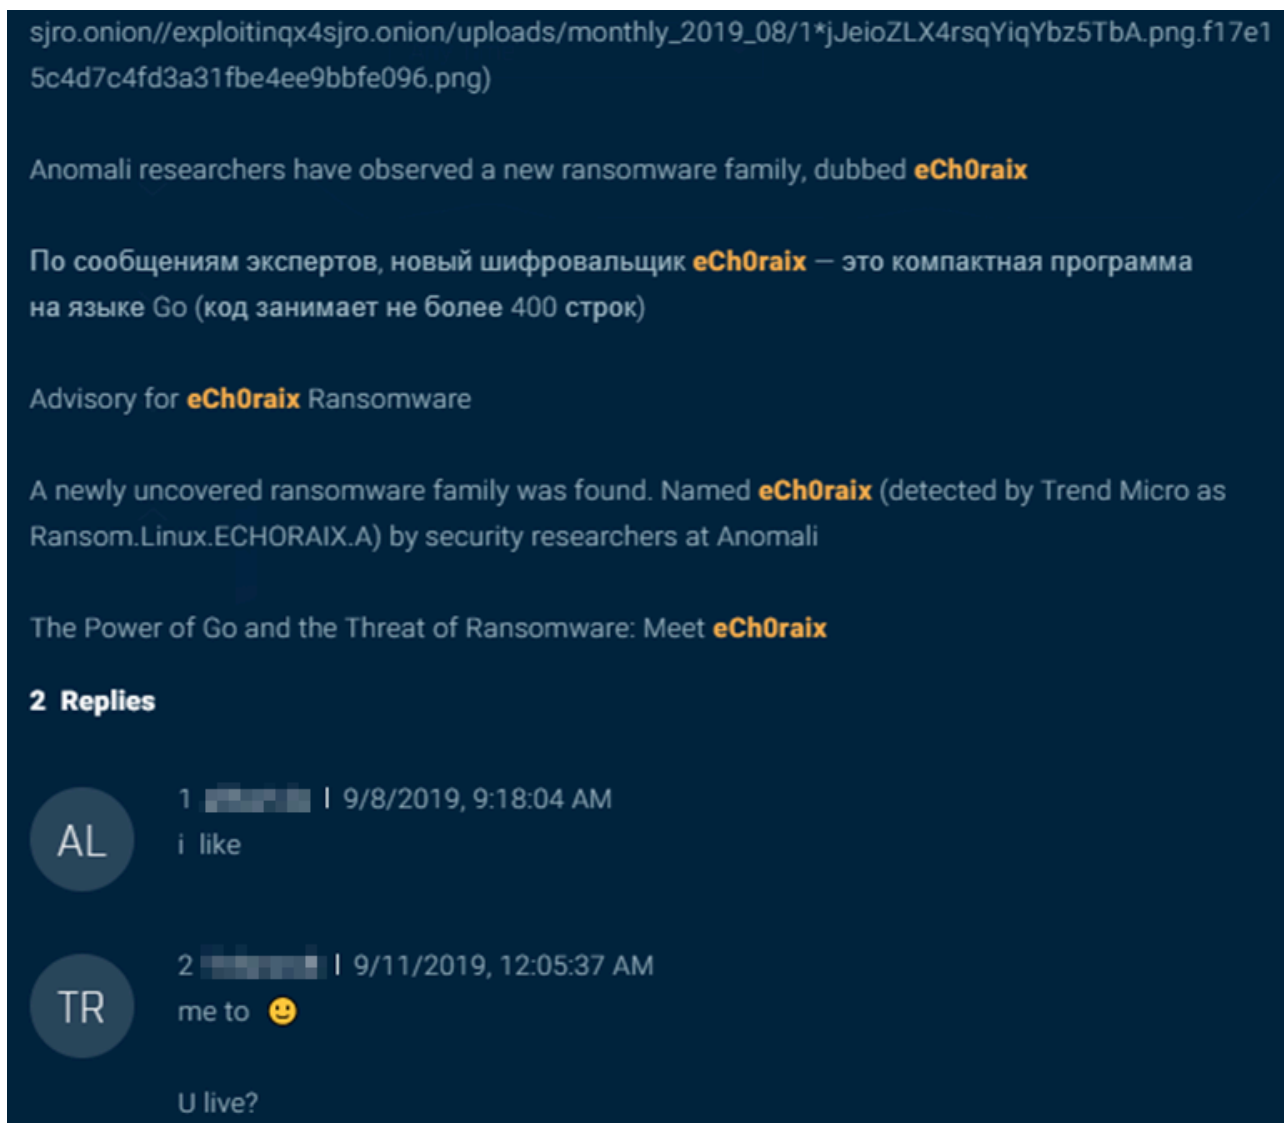 sjro.onion//exploitinqx4sjro.onion/uploads/monthly_2019_08/1*jJeioZLX4rsqYiqYbz5TbA.png.f17e1
5c4d7c4fd3a31fbe4ee9bbfe096.png)
Anomali researchers have observed a new ransomware family, dubbed eCh0raix
По сообщениям экспертов, новый шифровальщик eCh0raix — это компактная программа
на языке Go (код занимает не более 400 строк)
Advisory for eCh0raix Ransomware
A newly uncovered ransomware family was found. Named eCh0raix (detected by Trend Micro as
Ransom.Linux.ECHORAIX.A) by security researchers at Anomali
The Power of Go and the Threat of Ransomware: Meet eCh0raix
2 Replies
AL
1 | 9/8/2019, 9:18:04 AM
i like
TR
2 | 9/11/2019, 12:05:37 AM
me to 🙂
U live?